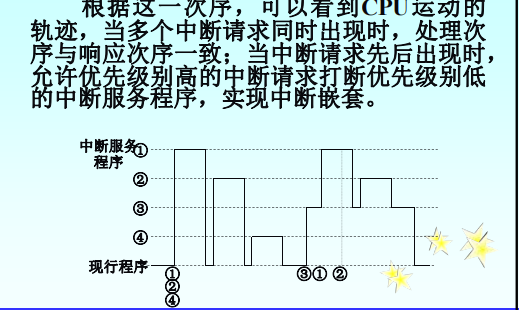 根据这一次序，可以看到CPU运动的
轨迹，当多个中断请求同时出现时，处理次
序与响应次序一致；当中断请求先后出现时，
允许优先级别高的中断请求打断优先级别低
的中断服务程序，实现中断嵌套。
中断服务①
程序
②
③
④
现行程序
① ③① ②
②
④